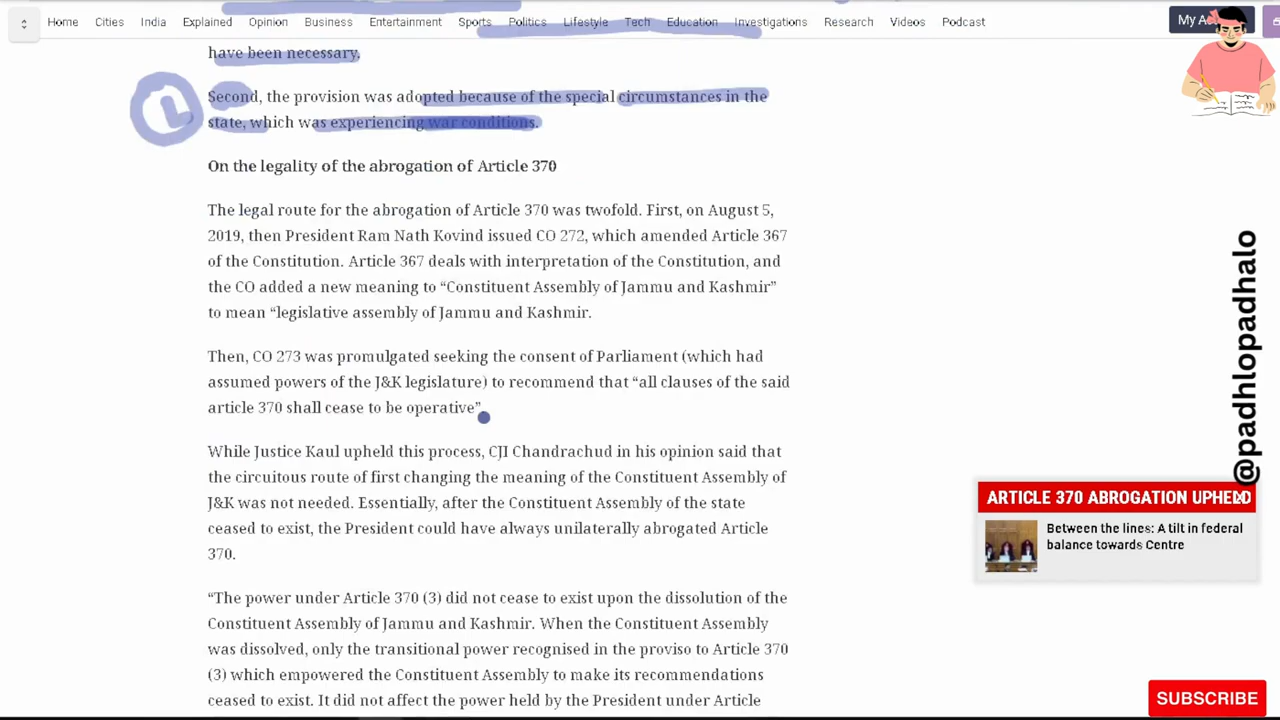 Home Cities India Explained Opinion Business Entertainment Sports Politics Lifestyle Tech Education Investigations Research Videos Podcast
My A
have been necessary.
Second, the provision was adopted because of the special circumstances in the
state, which was experiencing war conditions.
On the legality of the abrogation of Article 370
The legal route for the abrogation of Article 370 was twofold. First, on August 5,
2019, then President Ram Nath Kovind issued CO 272, which amended Article 367
of the Constitution. Article 367 deals with interpretation of the Constitution, and
the CO added a new meaning to “Constituent Assembly of Jammu and Kashmir”
to mean “legislative assembly of Jammu and Kashmir.
Then, CO 273 was promulgated seeking the consent of Parliament (which had
assumed powers of the J&K legislature) to recommend that “all clauses of the said
article 370 shall cease to be operative”
While Justice Kaul upheld this process, CJI Chandrachud in his opinion said that
the circuitous route of first changing the meaning of the Constituent Assembly of
J&K was not needed. Essentially, after the Constituent Assembly of the state
ceased to exist, the President could have always unilaterally abrogated Article
370.
“The power under Article 370 (3) did not cease to exist upon the dissolution of the
Constituent Assembly of Jammu and Kashmir. When the Constituent Assembly
was dissolved, only the transitional power recognised in the proviso to Article 370
(3) which empowered the Constituent Assembly to make its recommendations
ceased to exist. It did not affect the power held by the President under Article
@padhlopadhalo
ARTICLE 370 ABROGATION UPHELD
Between the lines: A tilt in federal
balance towards Centre
SUBSCRIBE